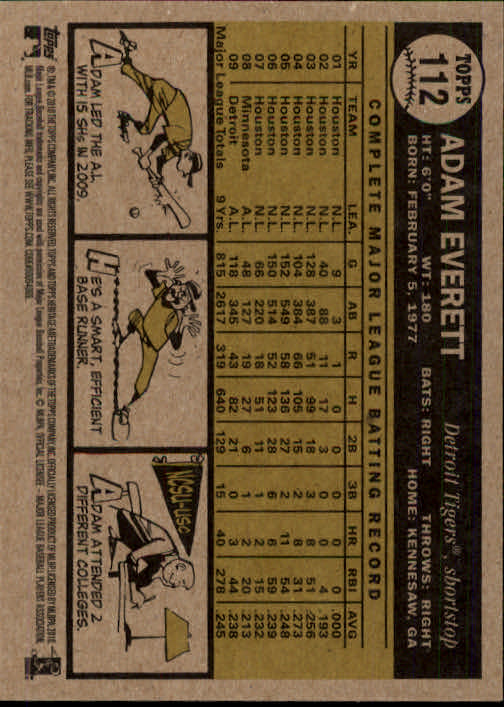 TOPPS
112
ADAM EVERETT
Detroit Tigers®, shortstop
HT: 6'0" WT: 180 BATS: RIGHT THROWS: RIGHT
BORN: FEBRUARY 5, 1977 HOME: KENNESAW, GA
COMPLETE MAJOR LEAGUE BATTING RECORD
YR TEAM LEA. G AB R H 2B 3B HR RBI AVG
01 Houston N.L. 9 3 1 0 0 0 0 0 .000
02 Houston N.L. 40 88 11 17 3 0 0 4 .193
03 Houston N.L. 128 387 51 99 18 3 8 51 .256
04 Houston N.L. 104 384 66 105 15 2 8 31 .273
05 Houston N.L. 152 549 58 136 27 2 11 54 .248
06 Houston N.L. 150 514 52 123 28 6 6 59 .239
07 Houston N.L. 66 220 18 51 11 1 2 15 .232
08 Minnesota A.L. 48 127 19 27 6 1 2 20 .213
09 Detroit A.L. 118 345 43 82 21 0 3 44 .238
Major League Totals 9 Yrs. 815 2617 319 640 129 15 40 278 .245
ADAM LED THE A.L. WITH 15 SHs IN 2009.
HE'S A SMART, EFFICIENT BASE RUNNER.
NCSU-USC
ADAM ATTENDED 2 DIFFERENT COLLEGES.
TOPPS